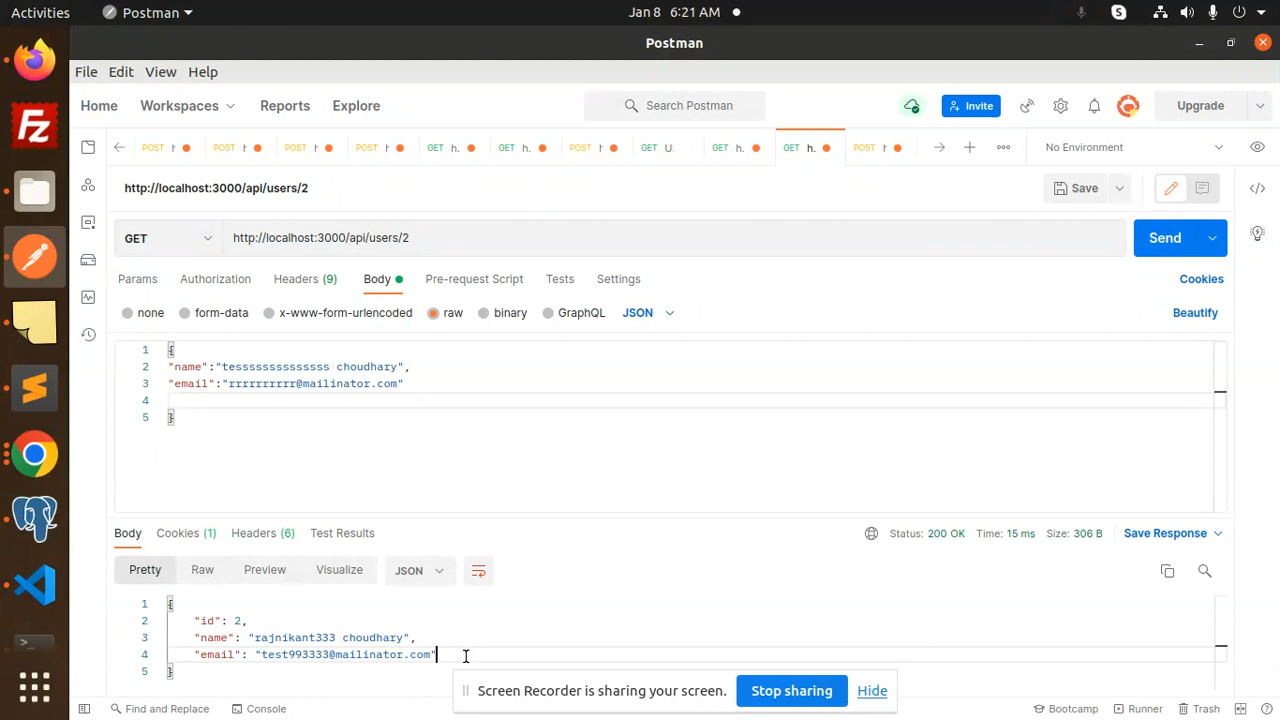 Activities Postman Jan 8 6:21 AM
Postman
File Edit View Help
Home Workspaces Reports Explore Search Postman Invite Upgrade
POST h POST h POST h POST h GET h. GET h. POST h GET U. GET h. GET h. POST h No Environment
http://localhost:3000/api/users/2 Save
GET http://localhost:3000/api/users/2 Send
Params Authorization Headers (9) Body Pre-request Script Tests Settings Cookies
none form-data x-www-form-urlencoded raw binary GraphQL JSON Beautify
1 {
2 "name":"tesssssssssssss choudhary",
3 "email":"rrrrrrrrrr@mailinator.com"
4
5 }
Body Cookies (1) Headers (6) Test Results Status: 200 OK Time: 15 ms Size: 306 B Save Response
Pretty Raw Preview Visualize JSON
1 {
2 "id": 2,
3 "name": "rajnikant333 choudhary",
4 "email": "test993333@mailinator.com"
5 }
Screen Recorder is sharing your screen. Stop sharing Hide
Find and Replace Console Bootcamp Runner Trash